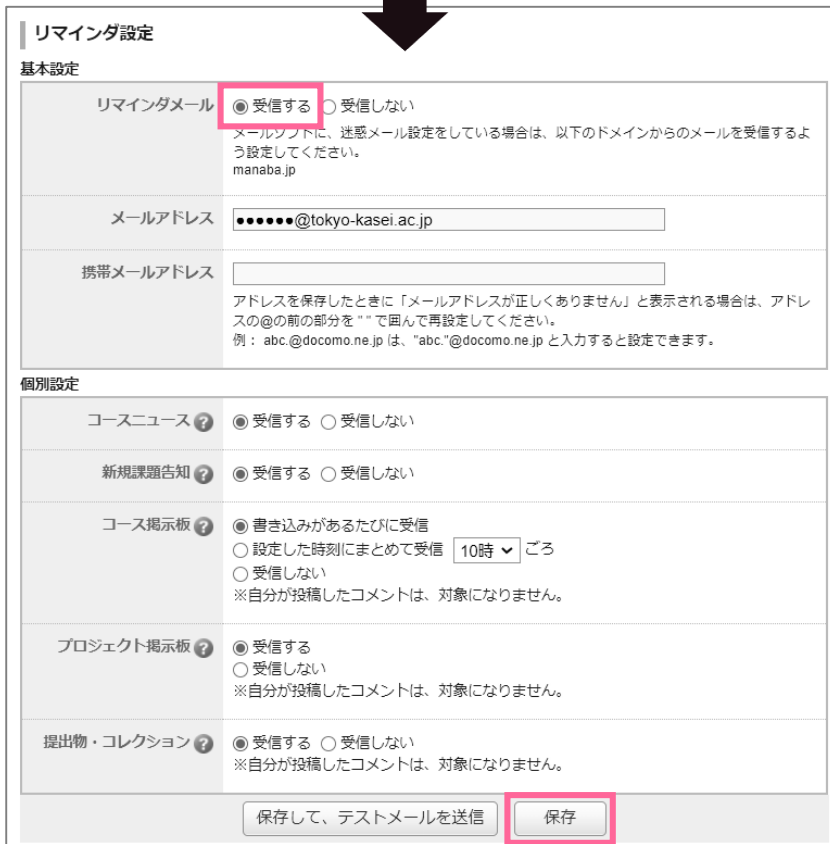 リマインダ設定
基本設定
リマインダメール
受信する 受信しない
メールソフトに、迷惑メール設定をしている場合は、以下のドメインからのメールを受信するよ
う設定してください。
manaba.jp
メールアドレス
●●●●●●@tokyo-kasei.ac.jp
携帯メールアドレス
アドレスを保存したときに「メールアドレスが正しくありません」と表示される場合は、アドレ
スの@の前の部分を " " で囲んで再設定してください。
例： abc.@docomo.ne.jp は、"abc."@docomo.ne.jp と入力すると設定できます。
個別設定
コースニュース ? 受信する 受信しない
新規課題告知 ? 受信する 受信しない
コース掲示板 ? 書き込みがあるたびに受信
設定した時刻にまとめて受信 10時 ごろ
受信しない
※自分が投稿したコメントは、対象になりません。
プロジェクト掲示板 ? 受信する
受信しない
※自分が投稿したコメントは、対象になりません。
提出物・コレクション ? 受信する 受信しない
※自分が投稿したコメントは、対象になりません。
保存して、テストメールを送信 保存